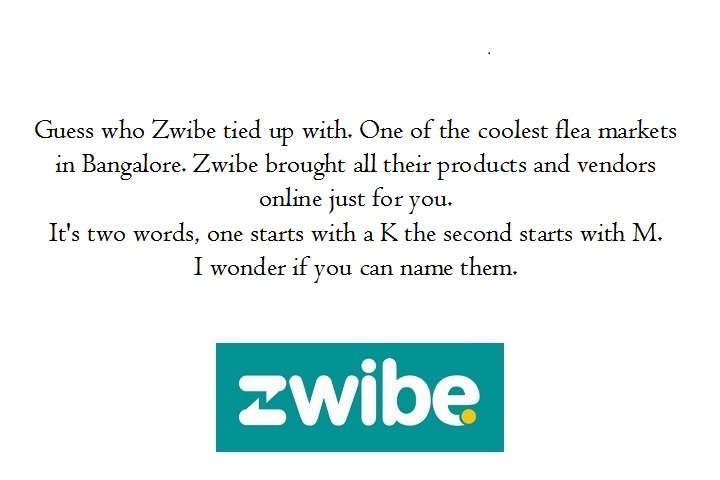 Guess who Zwibe tied up with. One of the coolest flea markets
in Bangalore. Zwibe brought all their products and vendors
online just for you.
It's two words, one starts with a K the second starts with M.
I wonder if you can name them.
zwibe